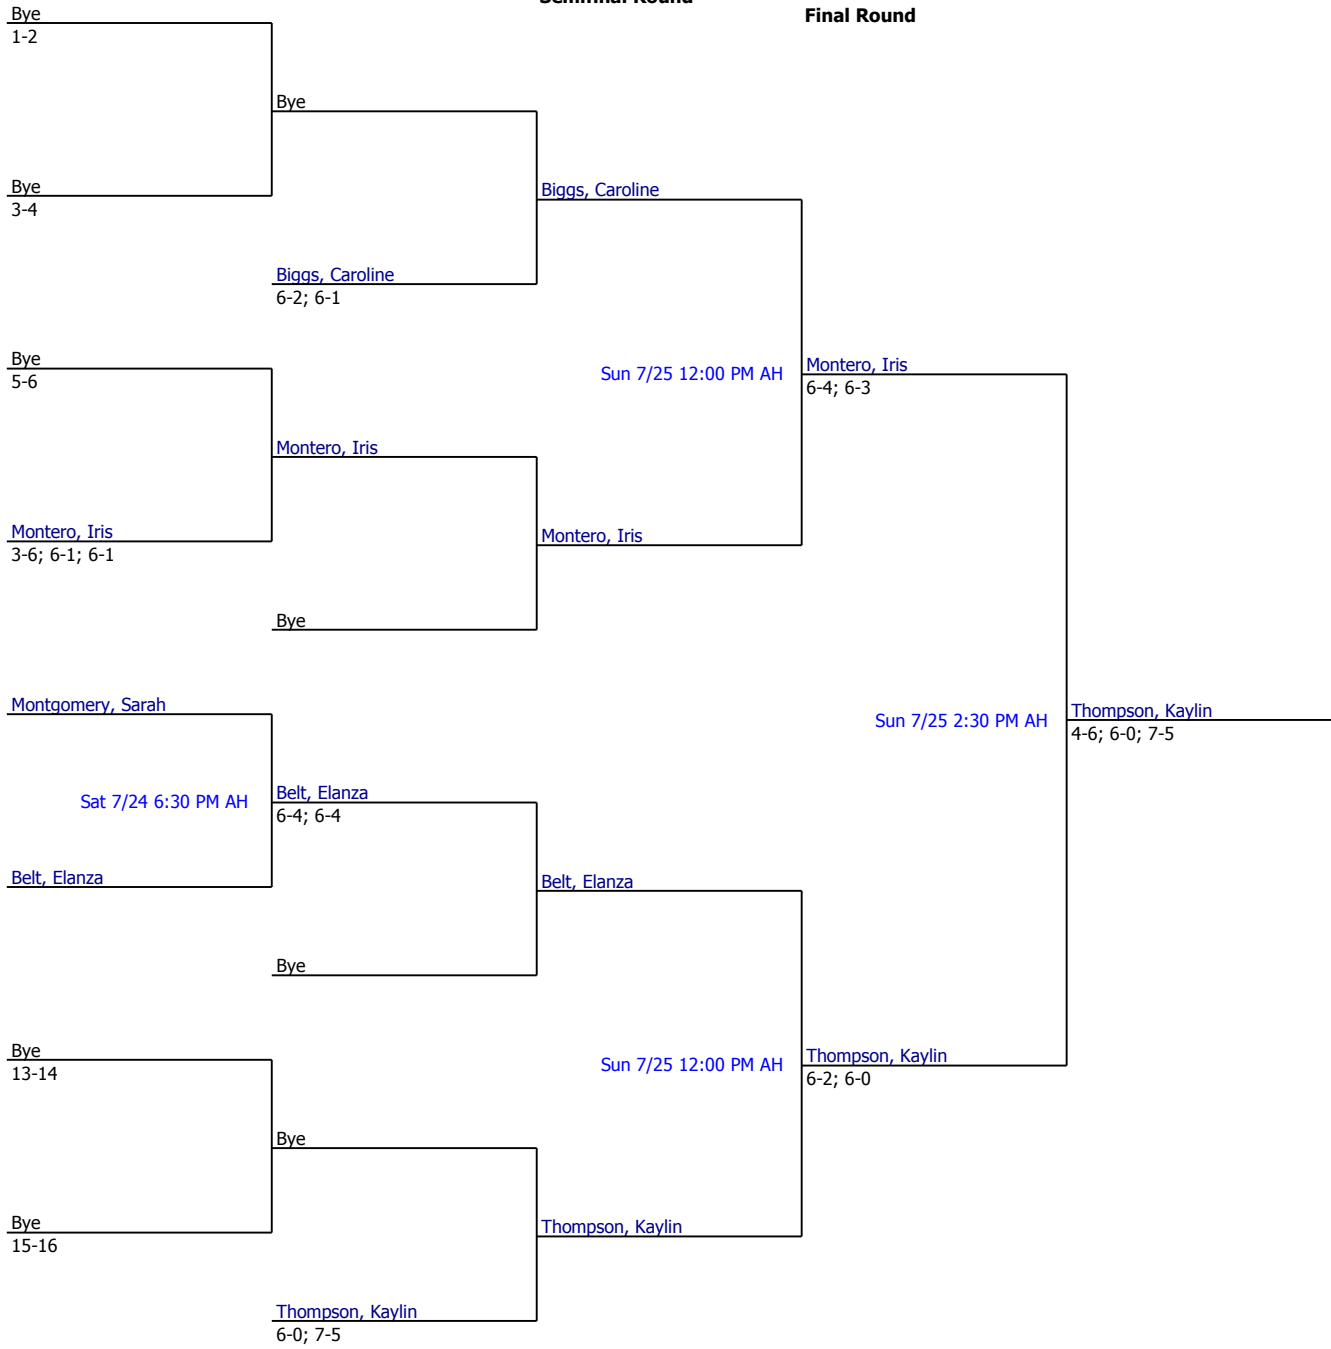 Semifinal Round
Final Round
Bye
1-2
Bye
Bye
3-4
Biggs, Caroline
Biggs, Caroline
6-2; 6-1
Bye
5-6
Sun 7/25 12:00 PM AH
Montero, Iris
6-4; 6-3
Montero, Iris
Montero, Iris
3-6; 6-1; 6-1
Montero, Iris
Bye
Montgomery, Sarah
Sun 7/25 2:30 PM AH
Thompson, Kaylin
4-6; 6-0; 7-5
Sat 7/24 6:30 PM AH
Belt, Elanza
6-4; 6-4
Belt, Elanza
Belt, Elanza
Bye
Bye
13-14
Sun 7/25 12:00 PM AH
Thompson, Kaylin
6-2; 6-0
Bye
Bye
15-16
Thompson, Kaylin
Thompson, Kaylin
6-0; 7-5